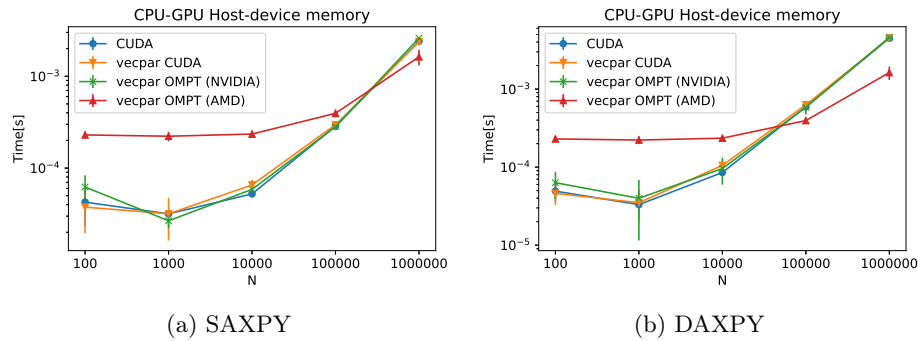 CPU-GPU Host-device memory
CUDA
vecpar CUDA
vecpar OMPT (NVIDIA)
vecpar OMPT (AMD)
Time[s]
10⁻³
10⁻⁴
100 1000 10000 100000 1000000
N
(a) SAXPY
CPU-GPU Host-device memory
CUDA
vecpar CUDA
vecpar OMPT (NVIDIA)
vecpar OMPT (AMD)
Time[s]
10⁻³
10⁻⁴
10⁻⁵
100 1000 10000 100000 1000000
N
(b) DAXPY